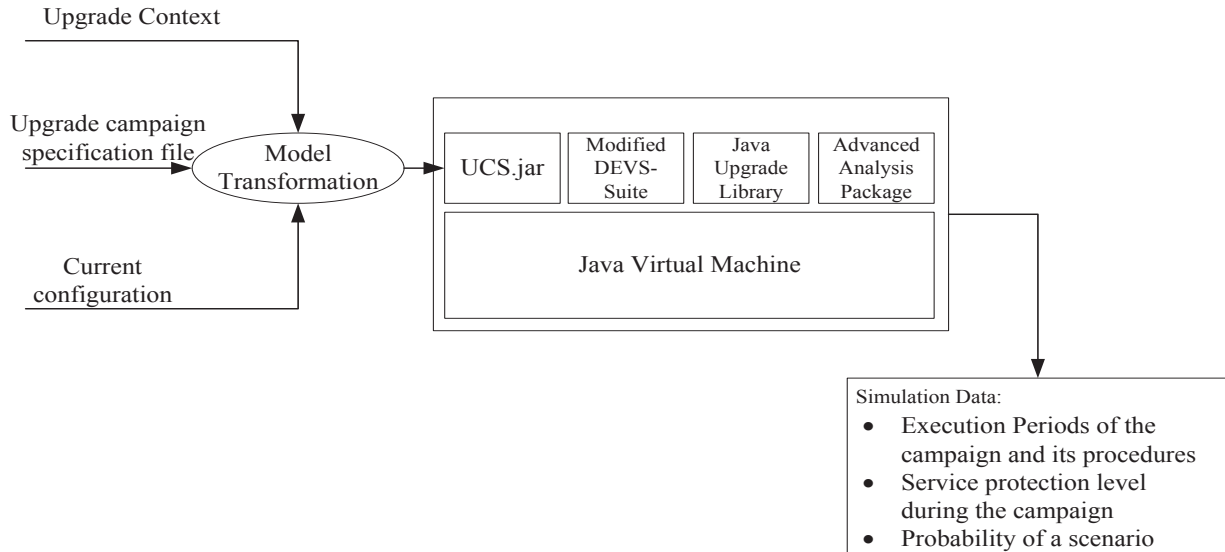 Upgrade Context
Upgrade campaign
specification file
Model
Transformation
Current
configuration
UCS.jar
Modified
DEVS-
Suite
Java
Upgrade
Library
Advanced
Analysis
Package
Java Virtual Machine
Simulation Data:
• Execution Periods of the
campaign and its procedures
• Service protection level
during the campaign
• Probability of a scenario